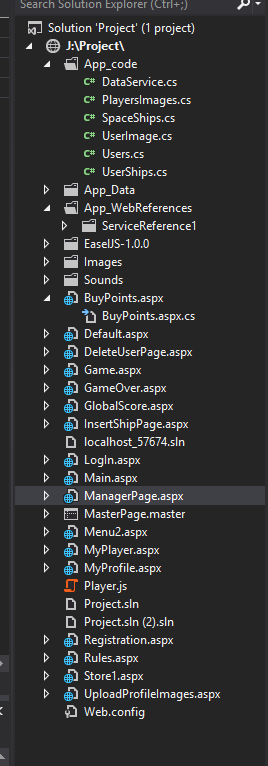 Search Solution Explorer (Ctrl+;)
Solution 'Project' (1 project)
J:\Project\
App_code
C# DataService.cs
C# PlayersImages.cs
C# SpaceShips.cs
C# UserImage.cs
C# Users.cs
C# UserShips.cs
App_Data
App_WebReferences
ServiceReference1
EaselJS-1.0.0
Images
Sounds
BuyPoints.aspx
BuyPoints.aspx.cs
Default.aspx
DeleteUserPage.aspx
Game.aspx
GameOver.aspx
GlobalScore.aspx
InsertShipPage.aspx
localhost_57674.sln
LogIn.aspx
Main.aspx
ManagerPage.aspx
MasterPage.master
Menu2.aspx
MyPlayer.aspx
MyProfile.aspx
Player.js
Project.sln
Project.sln (2).sln
Registration.aspx
Rules.aspx
Store1.aspx
UploadProfileImages.aspx
Web.config